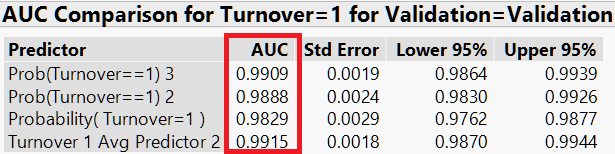 AUC Comparison for Turnover=1 for Validation=Validation
Predictor AUC Std Error Lower 95% Upper 95%
Prob(Turnover==1) 3 0.9909 0.0019 0.9864 0.9939
Prob(Turnover==1) 2 0.9888 0.0024 0.9830 0.9926
Probability( Turnover=1 ) 0.9829 0.0029 0.9762 0.9877
Turnover 1 Avg Predictor 2 0.9915 0.0018 0.9870 0.9944